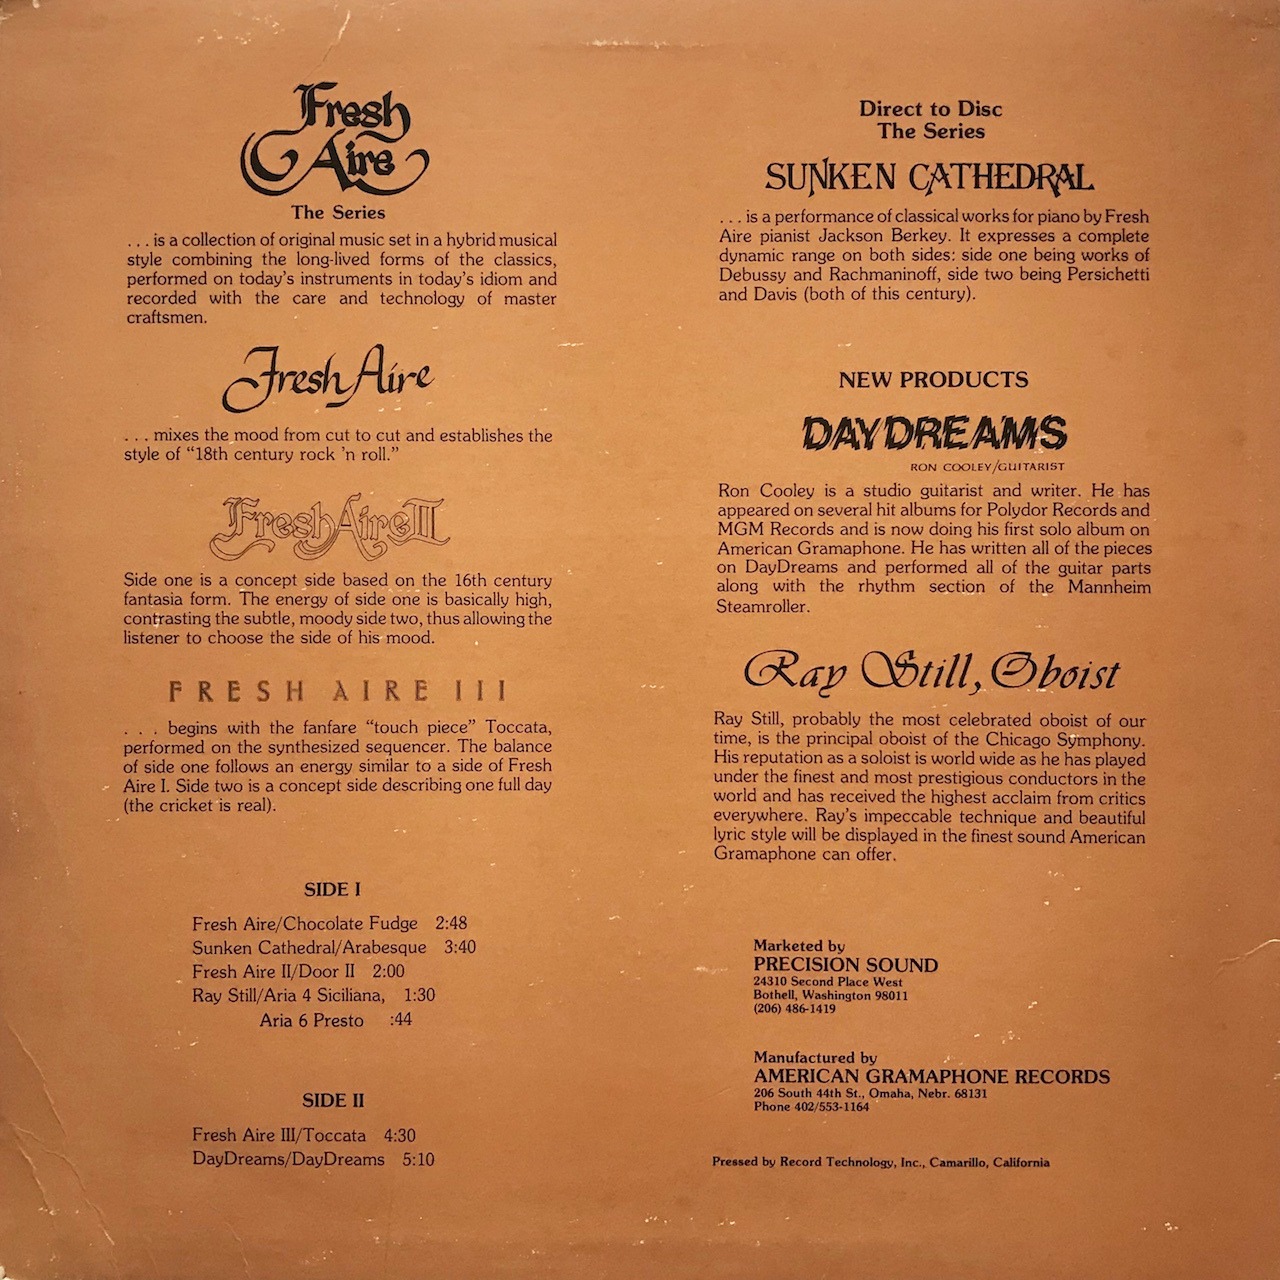 Fresh
Aire
The Series
. . . is a collection of original music set in a hybrid musical
style combining the long-lived forms of the classics,
performed on today's instruments in today's idiom and
recorded with the care and technology of master
craftsmen.
Fresh Aire
. . . mixes the mood from cut to cut and establishes the
style of “18th century rock 'n roll.”
Fresh Aire II
Side one is a concept side based on the 16th century
fantasia form. The energy of side one is basically high,
contrasting the subtle, moody side two, thus allowing the
listener to choose the side of his mood.
FRESH AIRE III
. . . begins with the fanfare “touch piece” Toccata,
performed on the synthesized sequencer. The balance
of side one follows an energy similar to a side of Fresh
Aire I. Side two is a concept side describing one full day
(the cricket is real).
SIDE I
Fresh Aire/Chocolate Fudge 2:48
Sunken Cathedral/Arabesque 3:40
Fresh Aire II/Door II 2:00
Ray Still/Aria 4 Siciliana, 1:30
Aria 6 Presto :44
SIDE II
Fresh Aire III/Toccata 4:30
DayDreams/DayDreams 5:10
Direct to Disc
The Series
SUNKEN CATHEDRAL
. . . is a performance of classical works for piano by Fresh
Aire pianist Jackson Berkey. It expresses a complete
dynamic range on both sides: side one being works of
Debussy and Rachmaninoff, side two being Persichetti
and Davis (both of this century).
NEW PRODUCTS
DAYDREAMS
RON COOLEY/GUITARIST
Ron Cooley is a studio guitarist and writer. He has
appeared on several hit albums for Polydor Records and
MGM Records and is now doing his first solo album on
American Gramaphone. He has written all of the pieces
on DayDreams and performed all of the guitar parts
along with the rhythm section of the Mannheim
Steamroller.
Ray Still, Oboist
Ray Still, probably the most celebrated oboist of our
time, is the principal oboist of the Chicago Symphony.
His reputation as a soloist is world wide as he has played
under the finest and most prestigious conductors in the
world and has received the highest acclaim from critics
everywhere. Ray's impeccable technique and beautiful
lyric style will be displayed in the finest sound American
Gramaphone can offer.
Marketed by
PRECISION SOUND
24310 Second Place West
Bothell, Washington 98011
(206) 486-1419
Manufactured by
AMERICAN GRAMAPHONE RECORDS
206 South 44th St., Omaha, Nebr. 68131
Phone 402/553-1164
Pressed by Record Technology, Inc., Camarillo, California